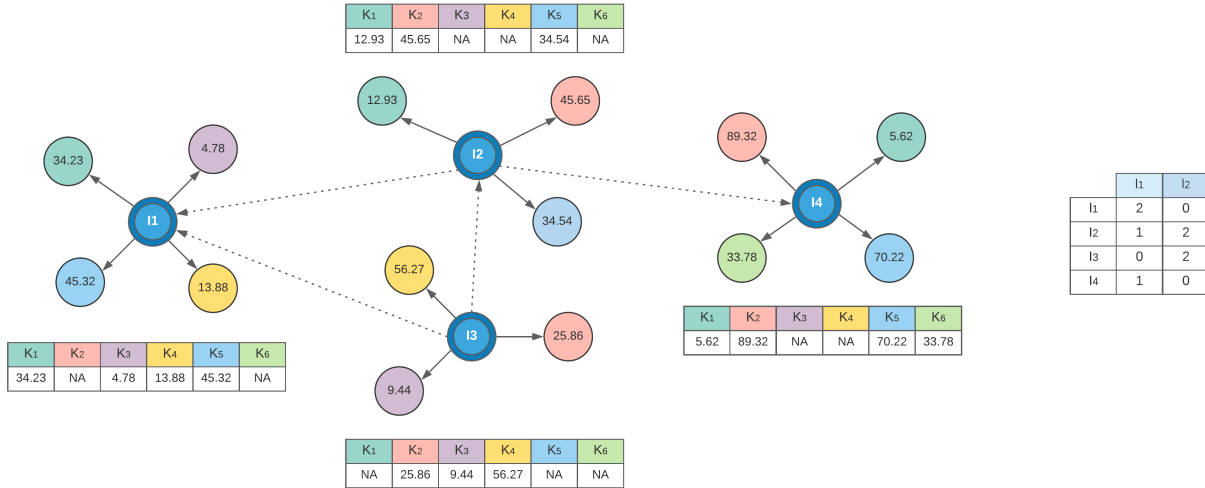 K1 K2 K3 K4 K5 K6
12.93 45.65 NA NA 34.54 NA
12.93
45.65
I2
34.54
34.23
4.78
I1
45.32
13.88
K1 K2 K3 K4 K5 K6
34.23 NA 4.78 13.88 45.32 NA
56.27
I3
25.86
9.44
K1 K2 K3 K4 K5 K6
NA 25.86 9.44 56.27 NA NA
89.32
5.62
I4
33.78
70.22
K1 K2 K3 K4 K5 K6
5.62 89.32 NA NA 70.22 33.78
I1 I2
I1 2 0
I2 1 2
I3 0 2
I4 1 0